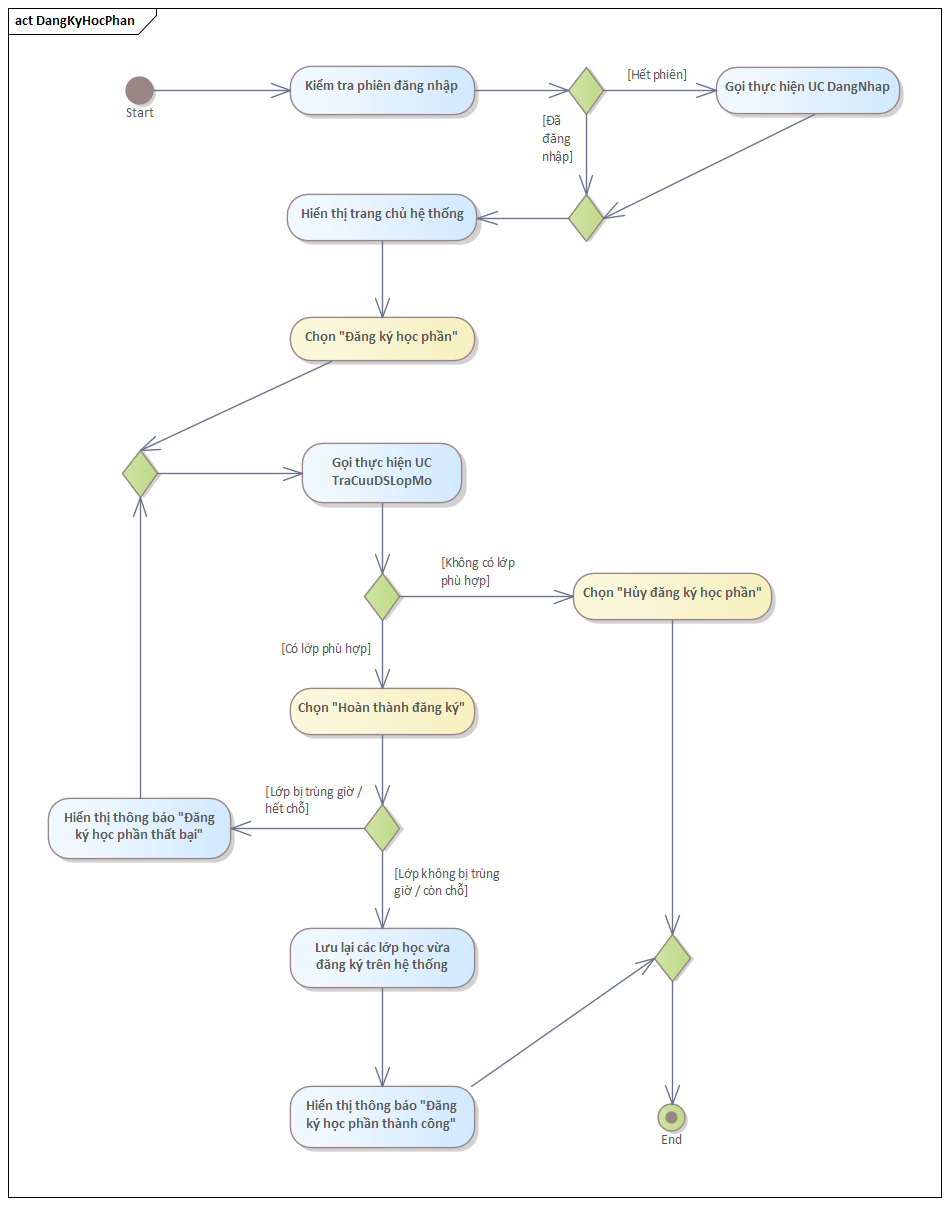 act DangKyHocPhan
Start
Kiểm tra phiên đăng nhập
[Hết phiên]
Gọi thực hiện UC DangNhap
[Đã
đăng
nhập]
Hiển thị trang chủ hệ thống
Chọn "Đăng ký học phần"
Gọi thực hiện UC
TraCuuDSLopMo
[Không có lớp
phù hợp]
Chọn "Hủy đăng ký học phần"
[Có lớp phù hợp]
Chọn "Hoàn thành đăng ký"
[Lớp bị trùng giờ /
hết chỗ]
Hiển thị thông báo "Đăng
ký học phần thất bại"
[Lớp không bị trùng
giờ / còn chỗ]
Lưu lại các lớp học vừa
đăng ký trên hệ thống
Hiển thị thông báo "Đăng
ký học phần thành công"
End